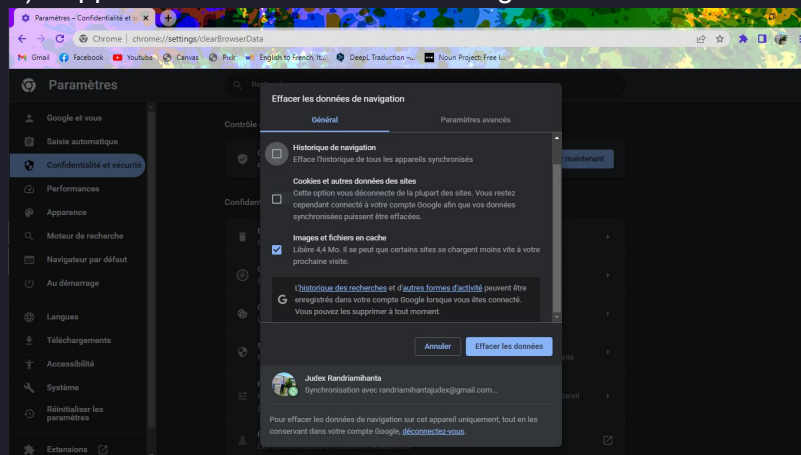 Paramètres – Confidentialité et sé
Chrome | chrome://settings/clearBrowserData
Gmail Facebook Youtube Canvas Pixlr English to French, It... DeepL Traduction –... Noun Project: Free I...
Paramètres
Effacer les données de navigation
Général Paramètres avancés
Google et vous
Saisie automatique
Confidentialité et sécurité
Performances
Apparence
Moteur de recherche
Navigateur par défaut
Au démarrage
Langues
Téléchargements
Accessibilité
Système
Réinitialiser les
paramètres
Extensions
Contrôle
maintenant
Confident
Historique de navigation
Efface l'historique de tous les appareils synchronisés
Cookies et autres données des sites
Cette option vous déconnecte de la plupart des sites. Vous restez
cependant connecté à votre compte Google afin que vos données
synchronisées puissent être effacées.
Images et fichiers en cache
Libère 4,4 Mo. Il se peut que certains sites se chargent moins vite à votre
prochaine visite.
L'historique des recherches et d'autres formes d'activité peuvent être
enregistrés dans votre compte Google lorsque vous êtes connecté.
Vous pouvez les supprimer à tout moment.
Annuler Effacer les données
Judex Randriamihanta
Synchronisation avec randriamihantajudex@gmail.com...
Pour effacer les données de navigation sur cet appareil uniquement, tout en les
conservant dans votre compte Google, déconnectez-vous.